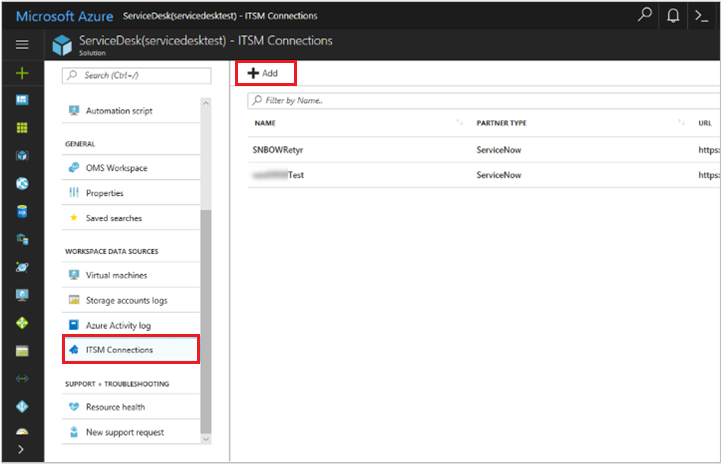 Microsoft Azure ServiceDesk(servicedesktest) - ITSM Connections
ServiceDesk(servicedesktest) - ITSM Connections
Solution
Search (Ctrl+/)
Add
Automation script
Filter by Name..
NAME PARTNER TYPE URL
GENERAL
SNBOWRetyr ServiceNow https:
OMS Workspace
Test ServiceNow https:
Properties
Saved searches
WORKSPACE DATA SOURCES
Virtual machines
Storage accounts logs
Azure Activity log
ITSM Connections
SUPPORT + TROUBLESHOOTING
Resource health
New support request